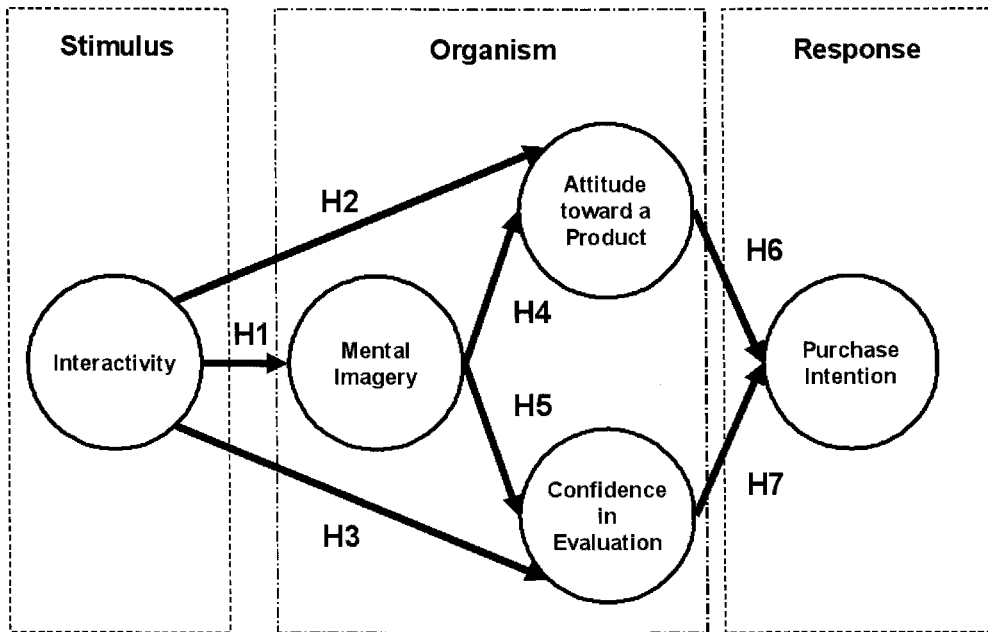 Stimulus
Organism
Response
Attitude
toward a
Product
H2
H6
H4
H1
Interactivity
Mental
Imagery
Purchase
Intention
H5
H7
H3
Confidence
in
Evaluation